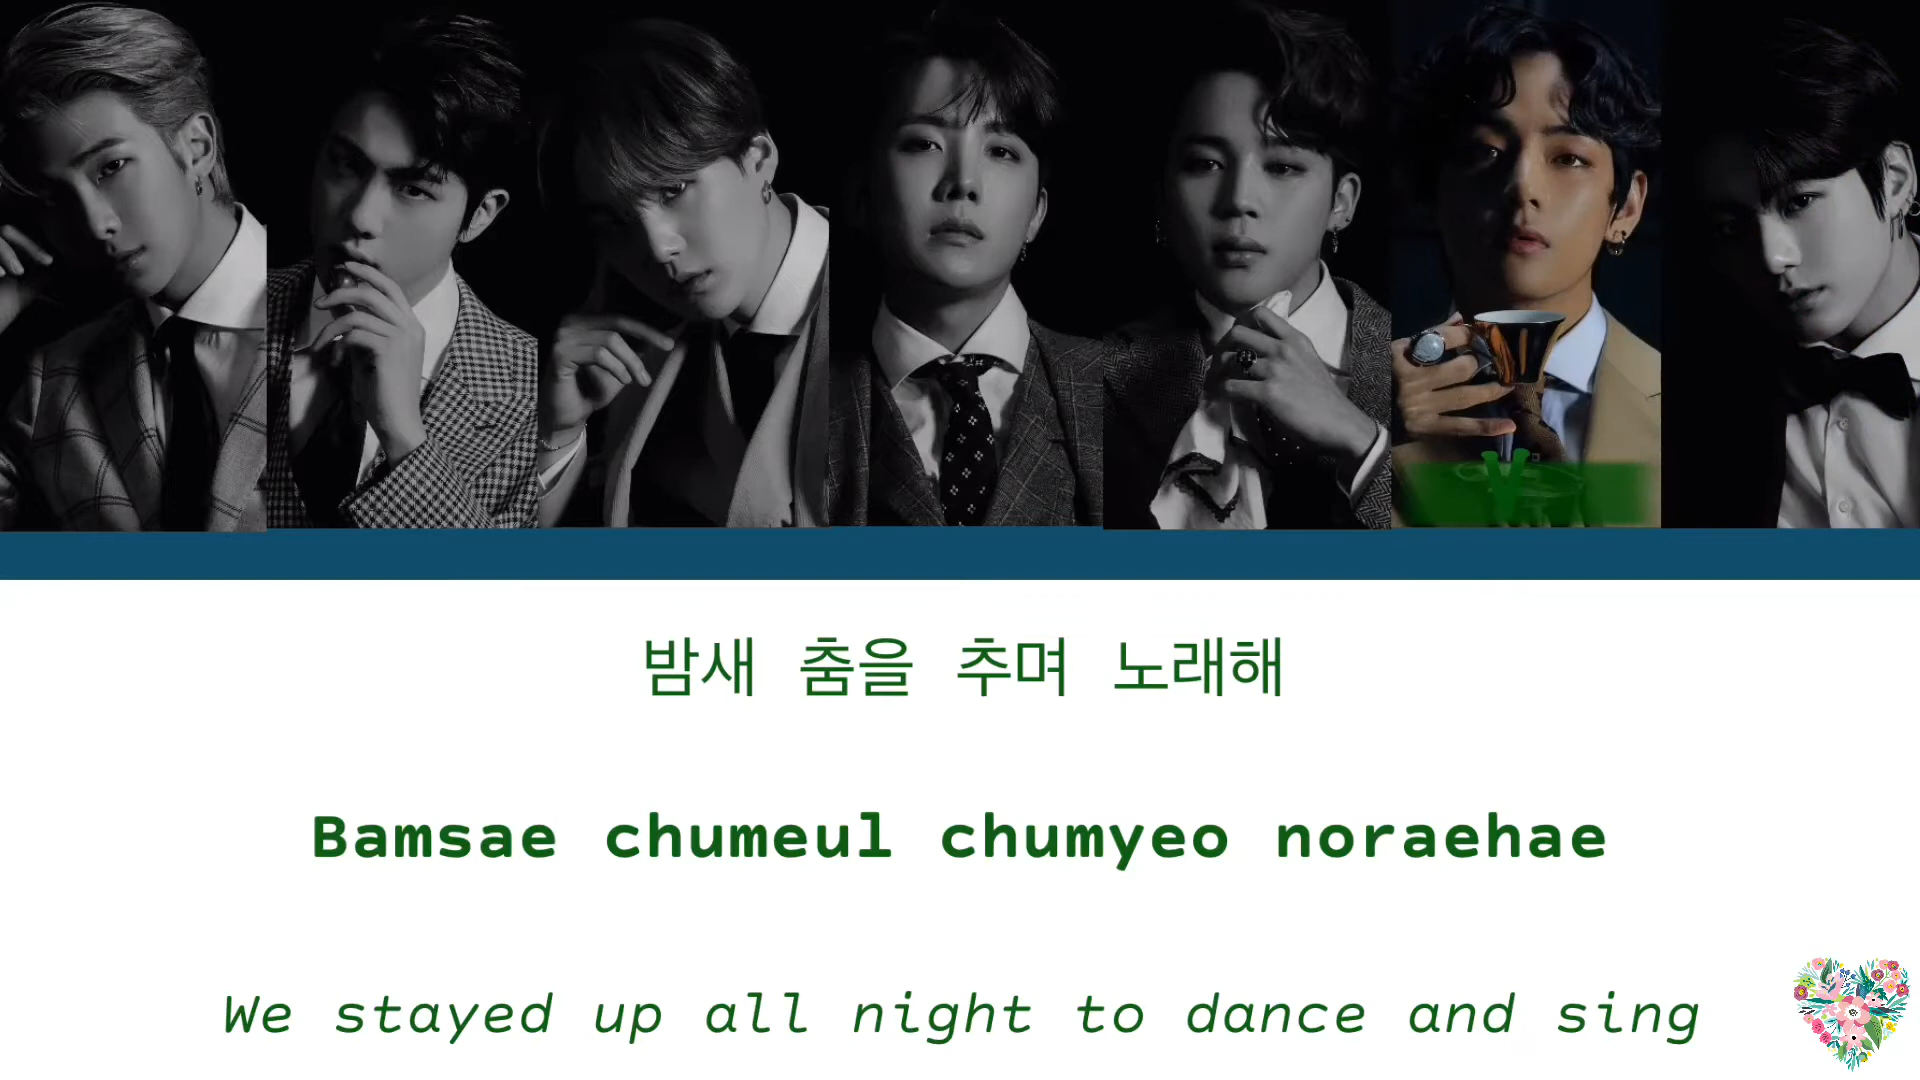 V
밤새 춤을 추며 노래해
Bamsae chumeul chumyeo noraehae
We stayed up all night to dance and sing